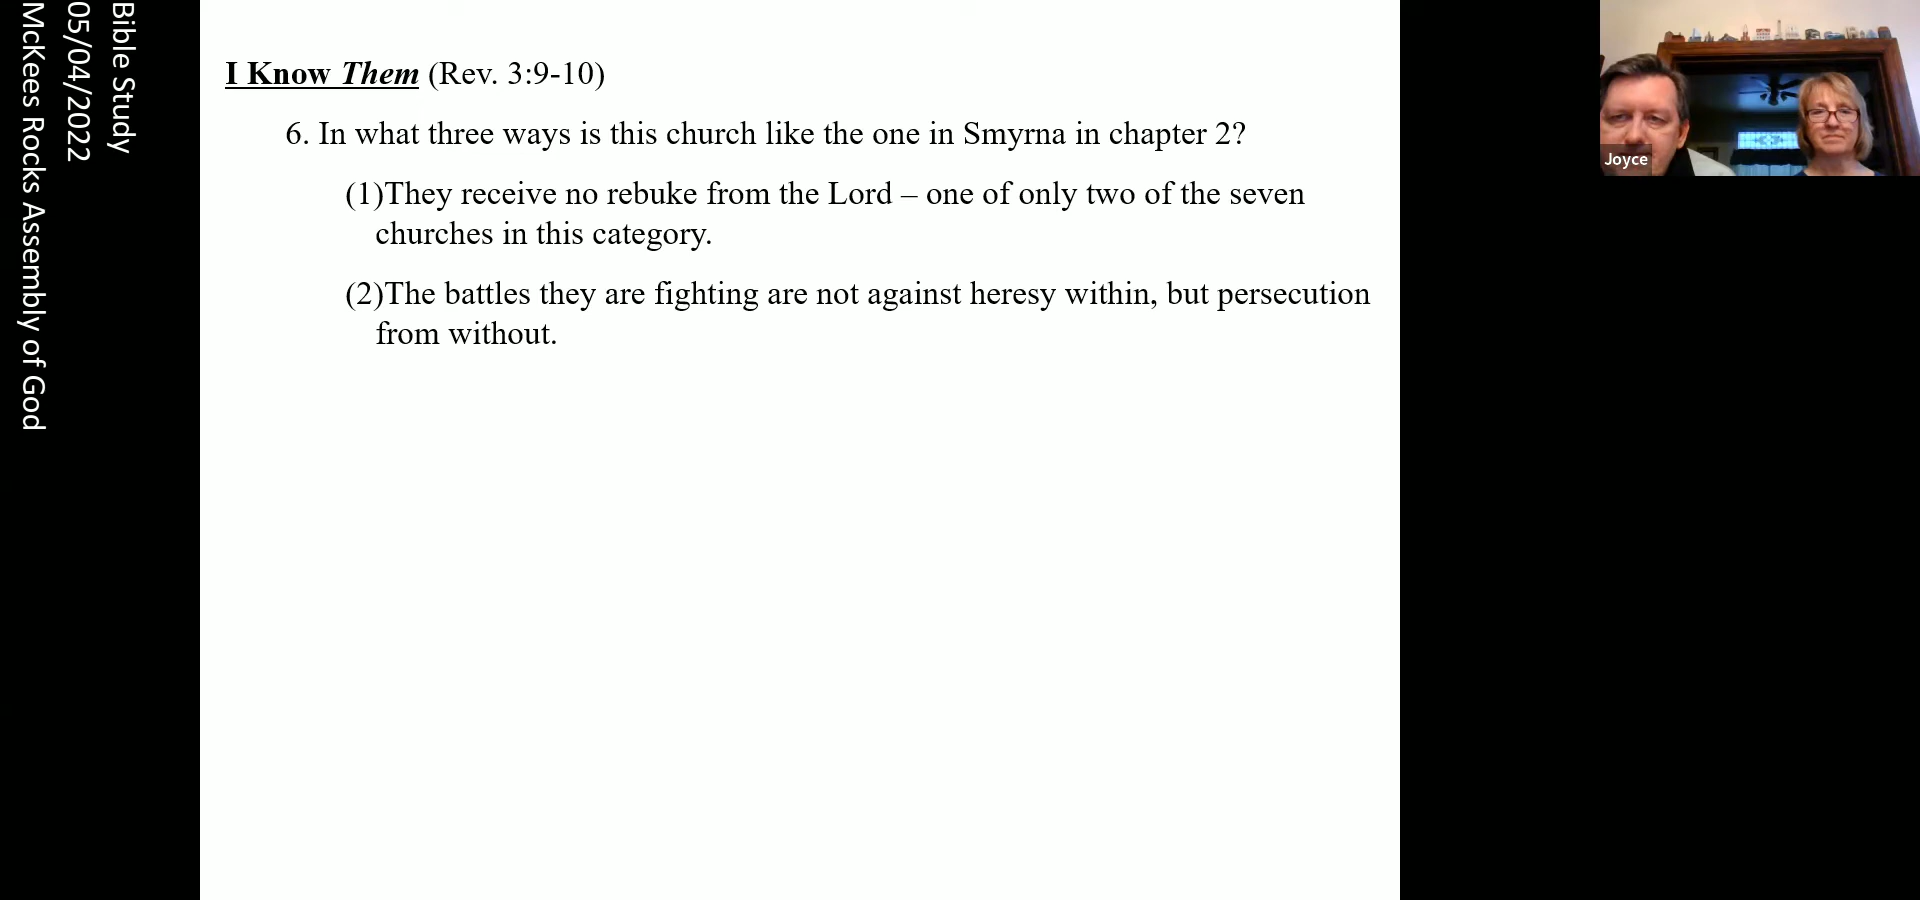 Bible Study
05/04/2022
McKees Rocks Assembly of God
I Know Them (Rev. 3:9-10)
6. In what three ways is this church like the one in Smyrna in chapter 2?
(1)They receive no rebuke from the Lord – one of only two of the seven
churches in this category.
(2)The battles they are fighting are not against heresy within, but persecution
from without.
Joyce